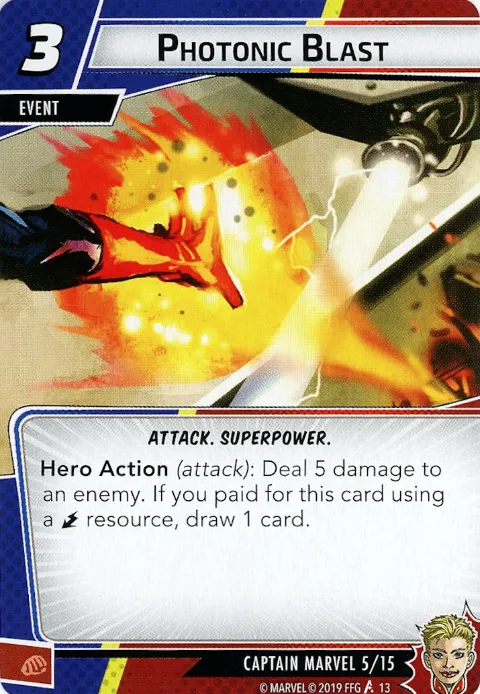 3
PHOTONIC BLAST
EVENT
ATTACK. SUPERPOWER.
Hero Action (attack): Deal 5 damage to
an enemy. If you paid for this card using
a resource, draw 1 card.
CAPTAIN MARVEL 5/15
© MARVEL © 2019 FFG 13